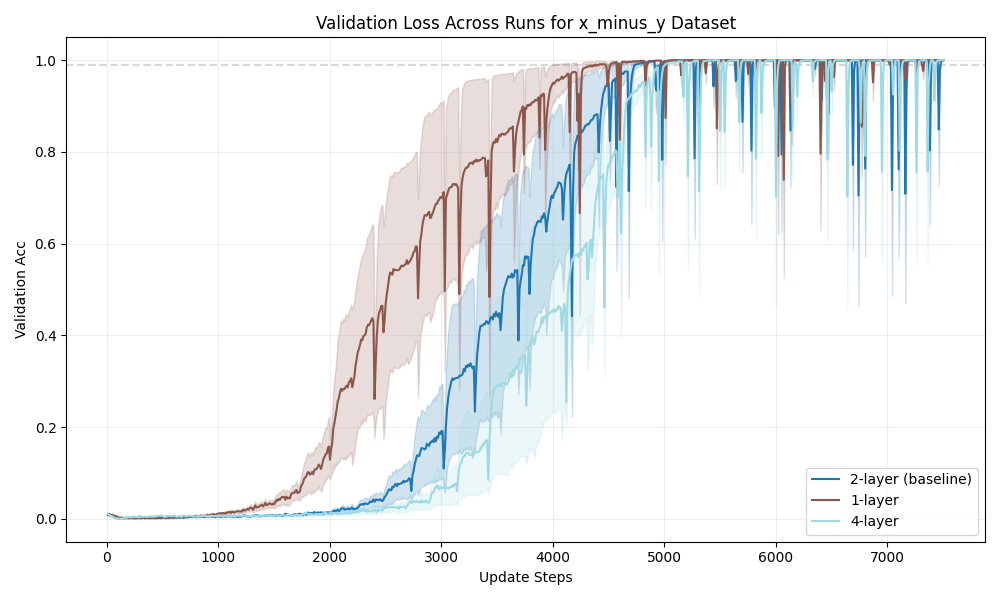 Validation Loss Across Runs for x_minus_y Dataset
Validation Acc
1.0
0.8
0.6
0.4
0.2
0.0
0 1000 2000 3000 4000 5000 6000 7000
Update Steps
2-layer (baseline)
1-layer
4-layer